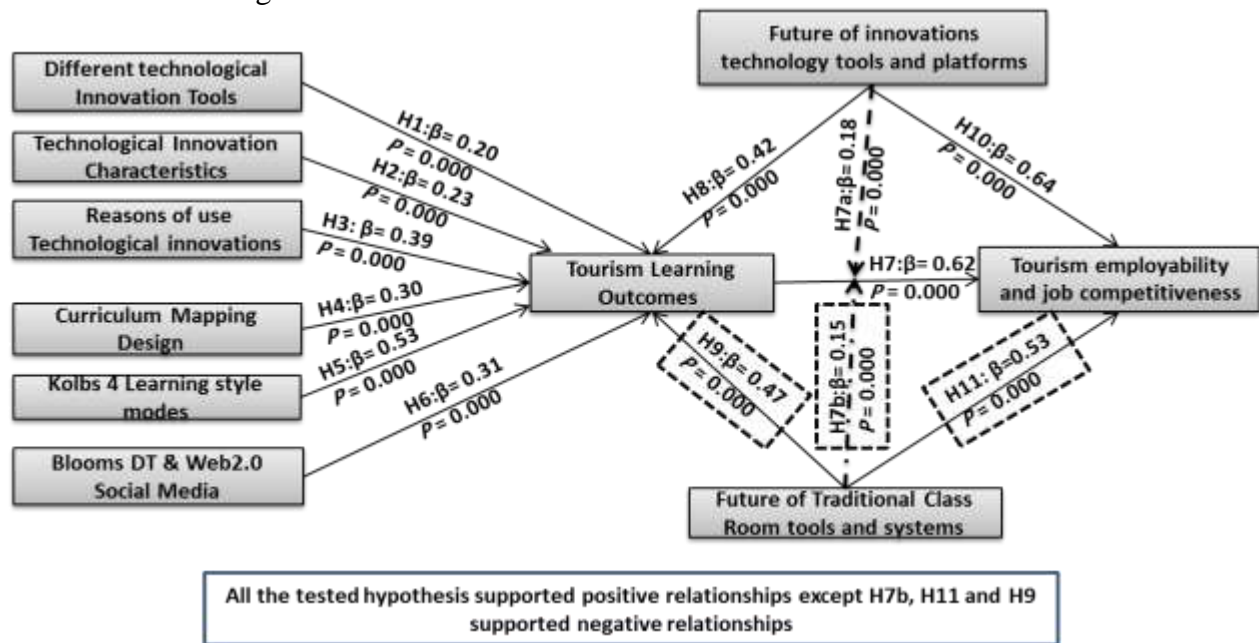 Different technological
Innovation Tools
Technological Innovation
Characteristics
Reasons of use
Technological innovations
Curriculum Mapping
Design
Kolbs 4 Learning style
modes
Blooms DT & Web2.0
Social Media
H1:β= 0.20
P = 0.000
H2:β= 0.23
P = 0.000
H3: β= 0.39
P = 0.000
H4:β= 0.30
P = 0.000
H5:β= 0.53
P = 0.000
H6:β= 0.31
P = 0.000
Tourism Learning
Outcomes
Future of innovations
technology tools and platforms
H8:β= 0.42
P = 0.000
H7a:β= 0.18
P = 0.000
H10:β= 0.64
P = 0.000
H7:β= 0.62
P = 0.000
Tourism employability
and job competitiveness
H9:β= 0.47
P = 0.000
H7b:β= 0.15
P = 0.000
H11: β=0.53
P = 0.000
Future of Traditional Class
Room tools and systems
All the tested hypothesis supported positive relationships except H7b, H11 and H9
supported negative relationships